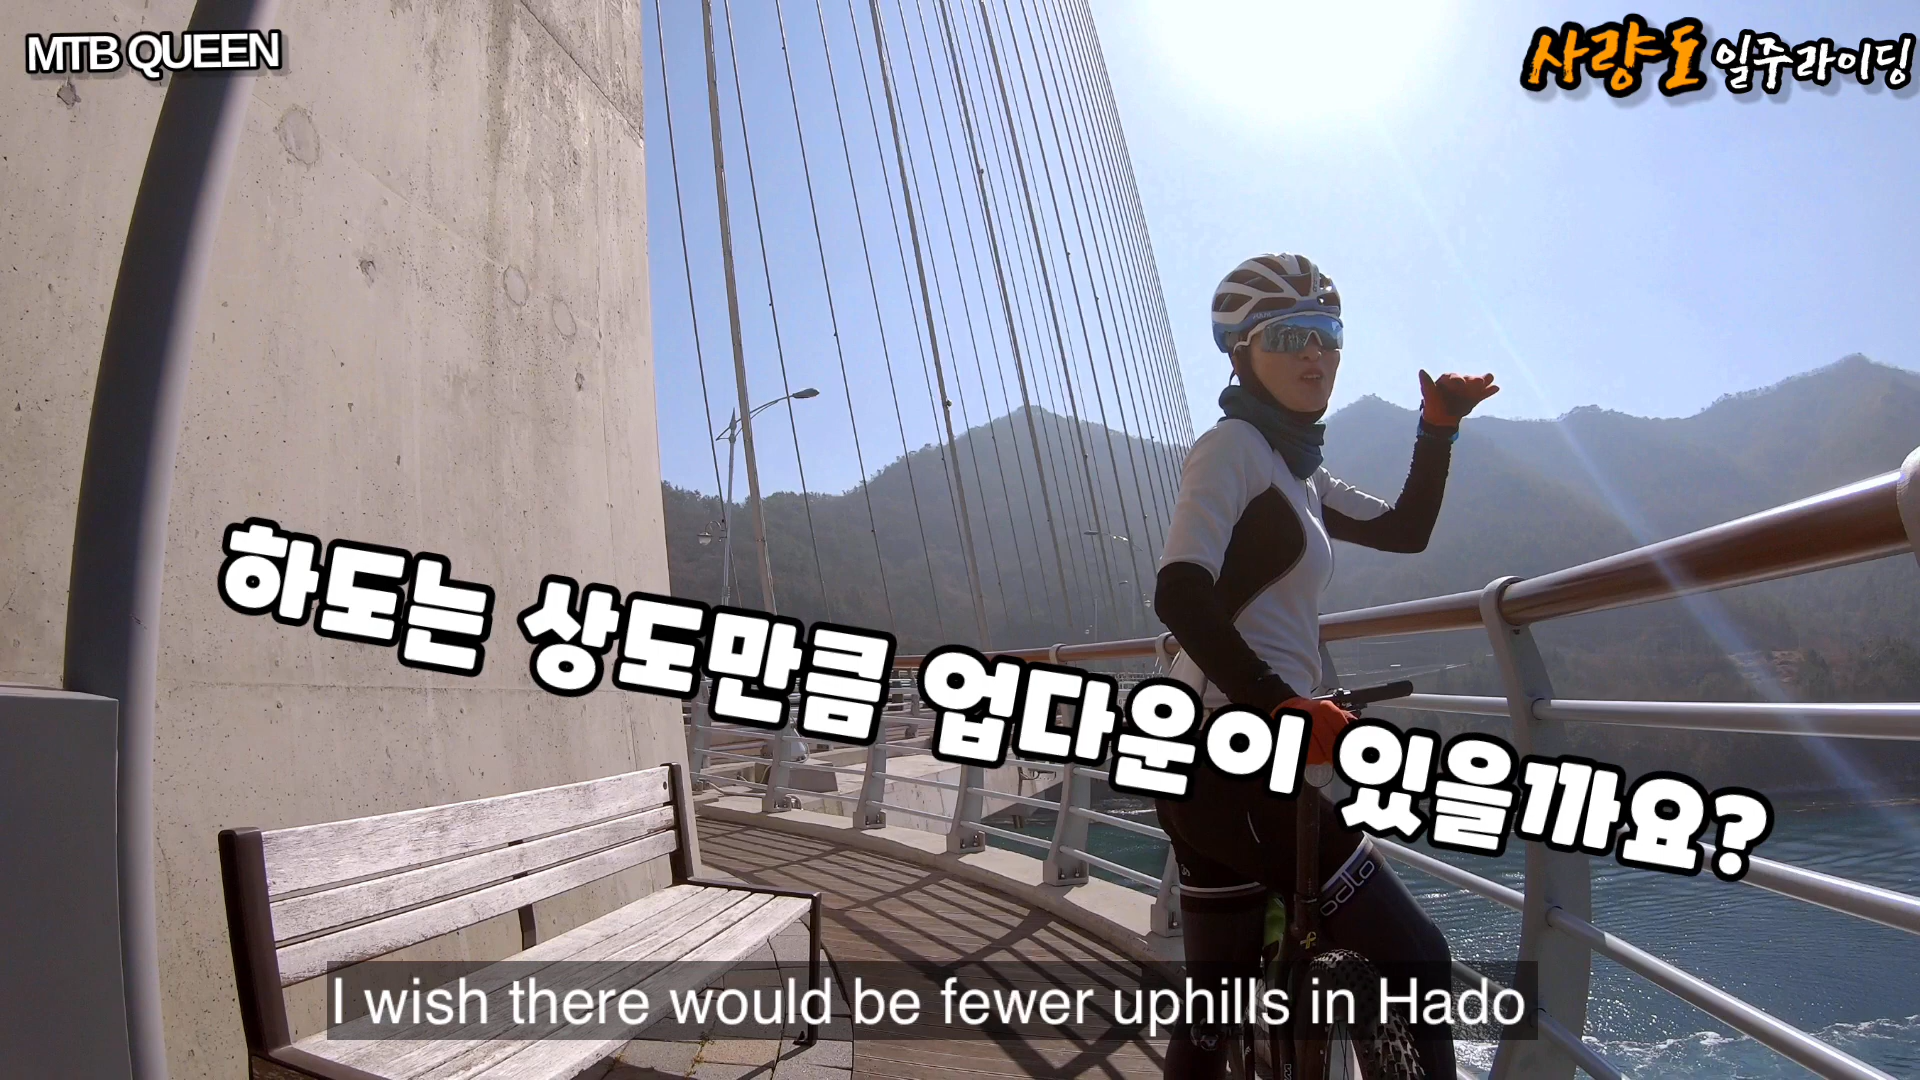 MTB QUEEN
사량도 일주라이딩
하도는 상도만큼 업다운이 있을까요?
odlo
I wish there would be fewer uphills in Hado